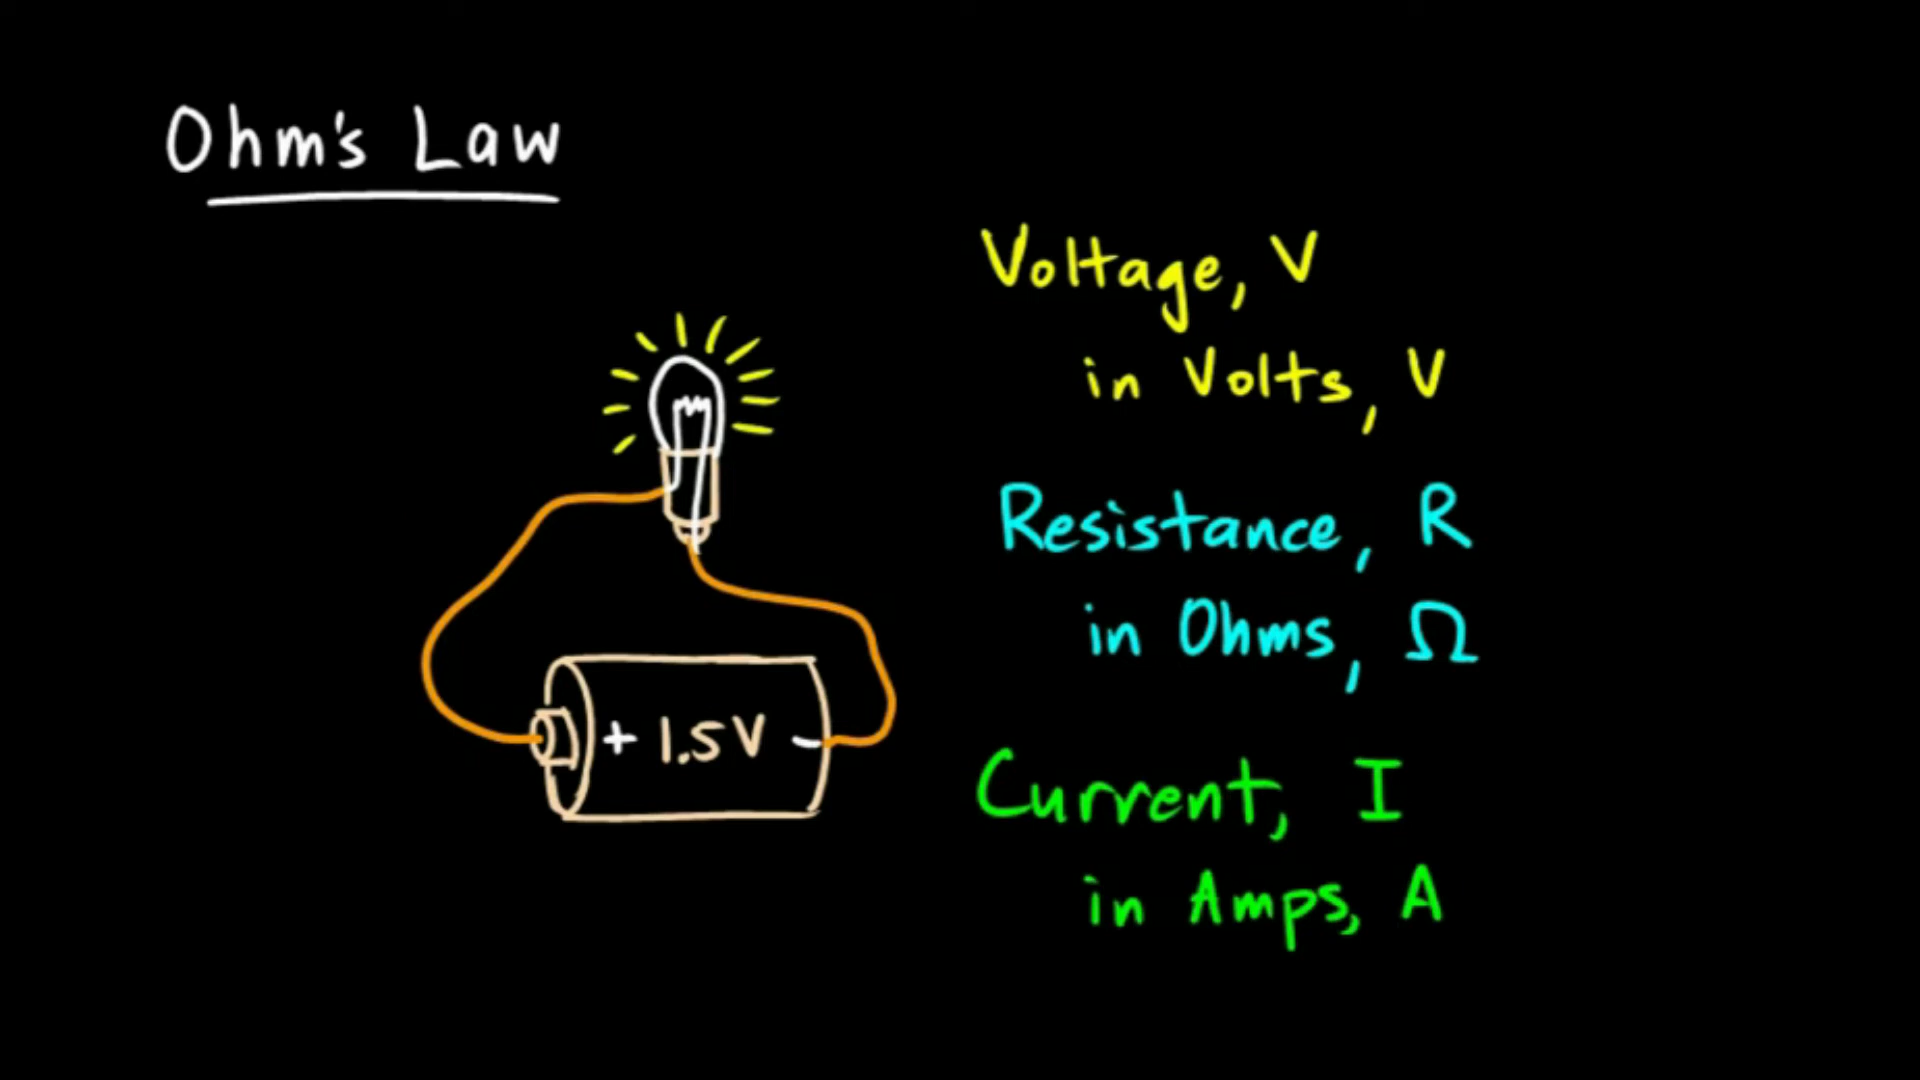 Ohm's Law
Voltage, V
in Volts, V
Resistance, R
in Ohms, Ω
+ 1.5V -
Current, I
in Amps, A